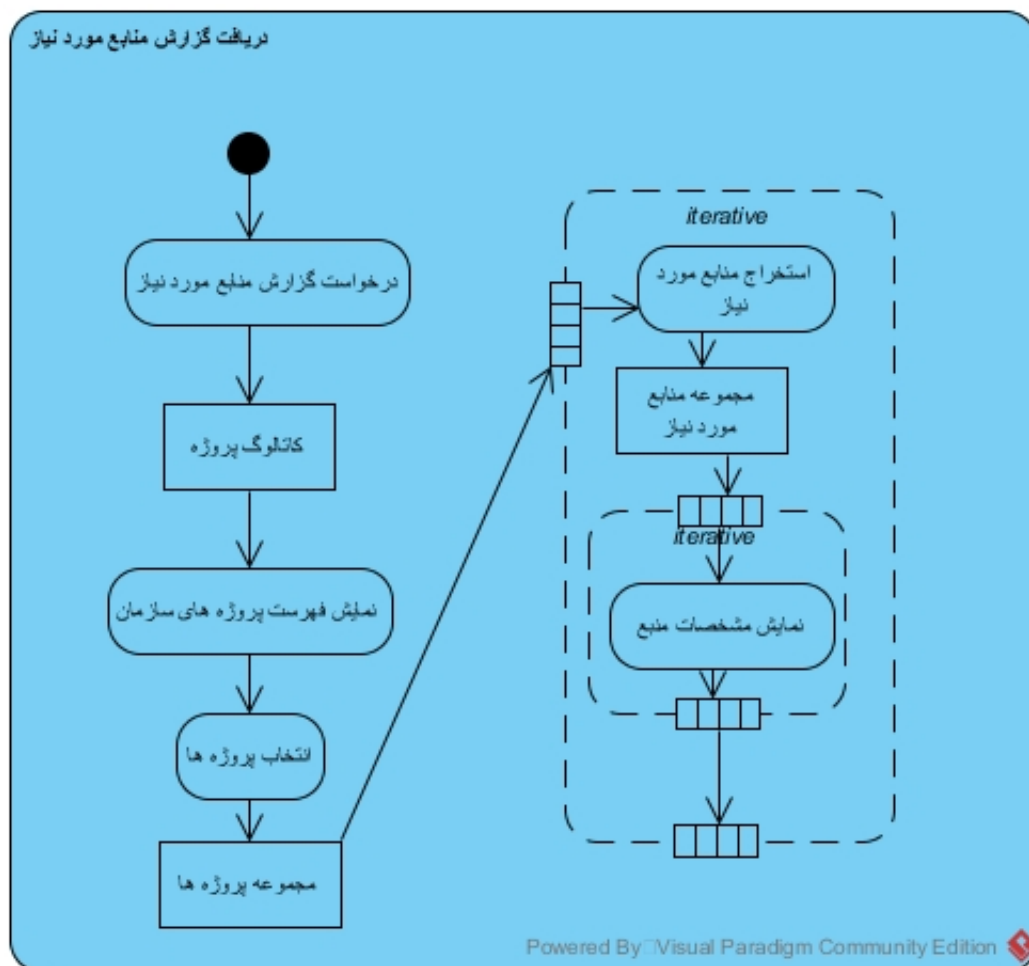 دریافت گزارش منابع مورد نیاز
درخواست گزارش منابع مورد نیاز
کاتالوگ پروژه
نمایش فهرست پروژه های سازمان
انتخاب پروژه ها
مجموعه پروژه ها
iterative
استخراج منابع مورد
نیاز
مجموعه منابع
مورد نیاز
iterative
نمایش مشخصات منبع
Powered By Visual Paradigm Community Edition